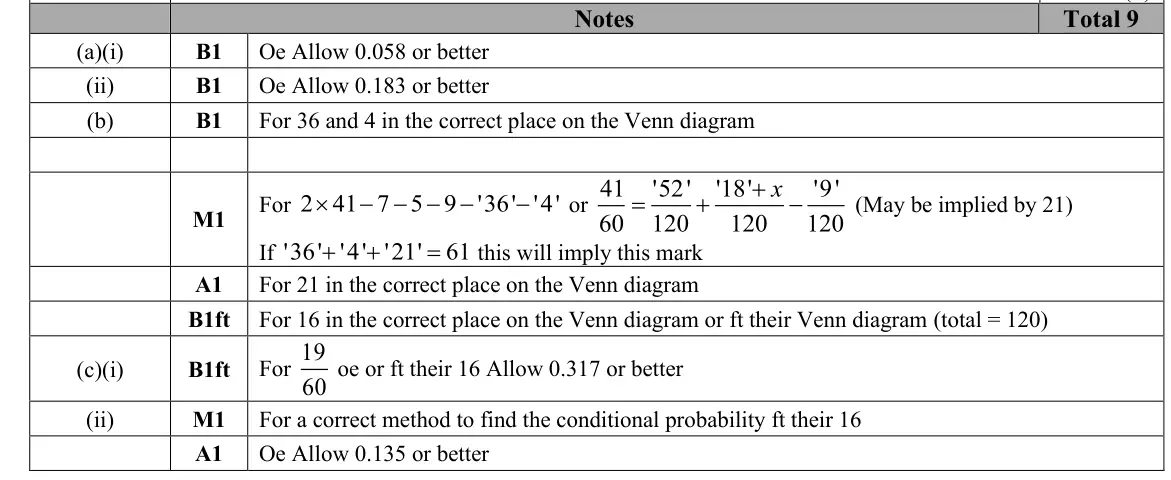 Notes Total 9
(a)(i) B1 Oe Allow 0.058 or better
(ii) B1 Oe Allow 0.183 or better
(b) B1 For 36 and 4 in the correct place on the Venn diagram
M1 For 2×41−7−5−9−'36'−'4' or 41/60 = '52'/120 + '18'+x/120 − '9'/120 (May be implied by 21)
If '36'+'4'+'21' = 61 this will imply this mark
A1 For 21 in the correct place on the Venn diagram
B1ft For 16 in the correct place on the Venn diagram or ft their Venn diagram (total = 120)
(c)(i) B1ft For 19/60 oe or ft their 16 Allow 0.317 or better
(ii) M1 For a correct method to find the conditional probability ft their 16
A1 Oe Allow 0.135 or better